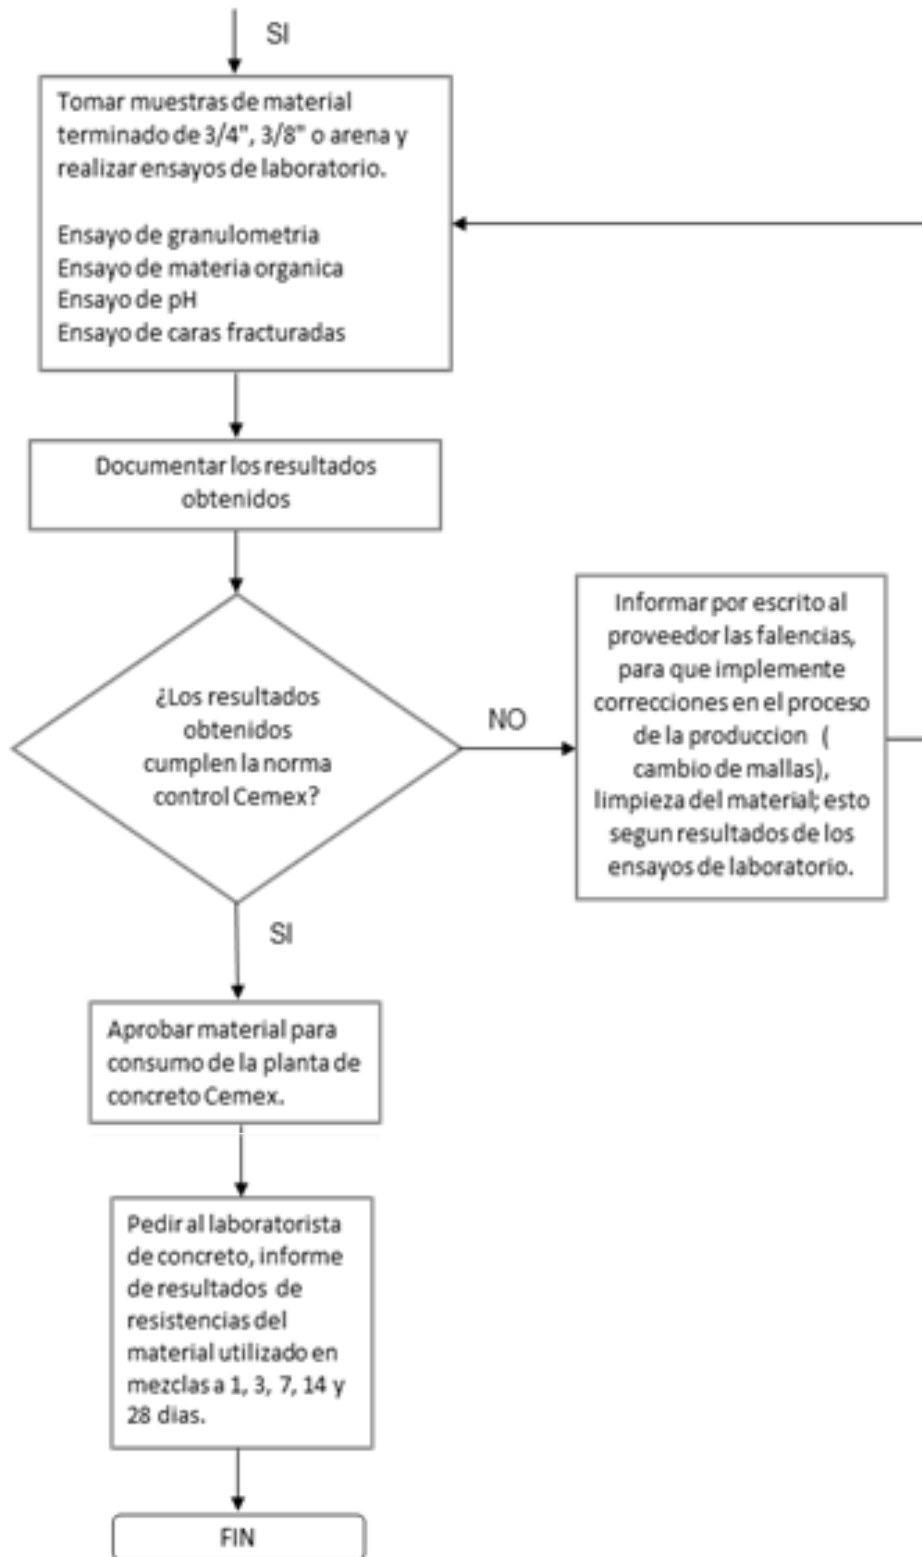 SI
Tomar muestras de material
terminado de 3/4", 3/8" o arena y
realizar ensayos de laboratorio.
Ensayo de granulometria
Ensayo de materia organica
Ensayo de pH
Ensayo de caras fracturadas
Documentar los resultados
obtenidos
¿Los resultados
obtenidos
cumplen la norma
control Cemex?
NO
Informar por escrito al
proveedor las falencias,
para que implemente
correcciones en el proceso
de la produccion (
cambio de mallas),
limpieza del material; esto
segun resultados de los
ensayos de laboratorio.
SI
Aprobar material para
consumo de la planta de
concreto Cemex.
Pedir al laboratorista
de concreto, informe
de resultados de
resistencias del
material utilizado en
mezclas a 1, 3, 7, 14 y
28 dias.
FIN